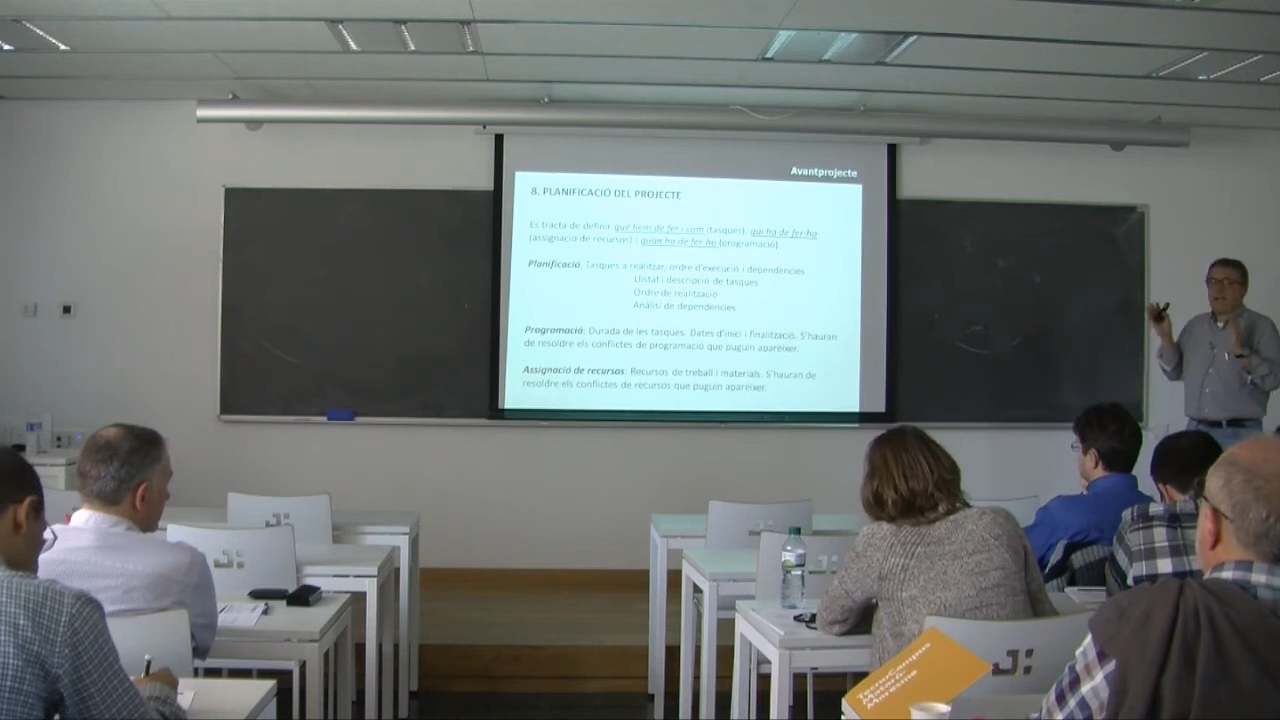 Avantprojecte
8. PLANIFICACIÓ DEL PROJECTE
Es tracta de definir què hem de fer i com (tasques), qui ha de fer-ho
(assignació de recursos) i quan ha de fer-ho (programació)
Planificació: Tasques a realitzar, ordre d'execució i dependències
Llistat i descripció de tasques
Ordre de realització
Anàlisi de dependències
Programació: Durada de les tasques. Dates d'inici i finalització. S'hauran
de resoldre els conflictes de programació que puguin aparèixer.
Assignació de recursos: Recursos de treball i materials. S'hauran de
resoldre els conflictes de recursos que puguin aparèixer.
TecnoCampus
Mataró-
Maresme